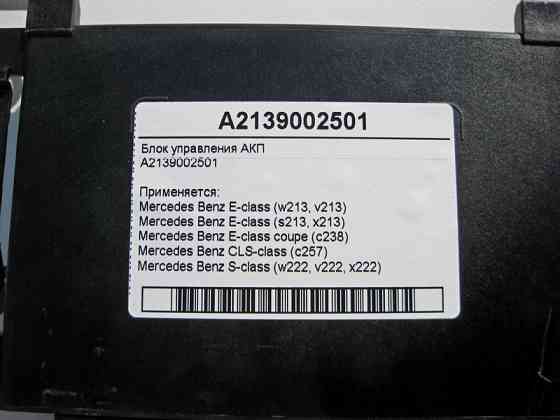 A2139002501
Блок управления АКП
A2139002501
Применяется:
Mercedes Benz E-class (w213, v213)
Mercedes Benz E-class (s213, x213)
Mercedes Benz E-class coupe (c238)
Mercedes Benz CLS-class (c257)
Mercedes Benz S-class (w222, v222, x222)